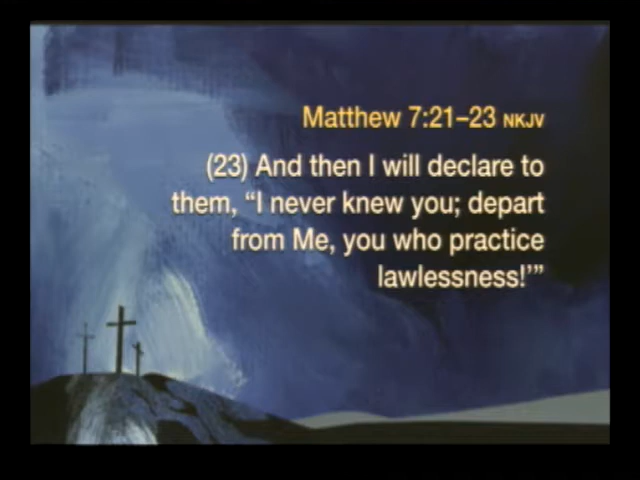 Matthew 7:21–23 NKJV
(23) And then I will declare to
them, “I never knew you; depart
from Me, you who practice
lawlessness!’”